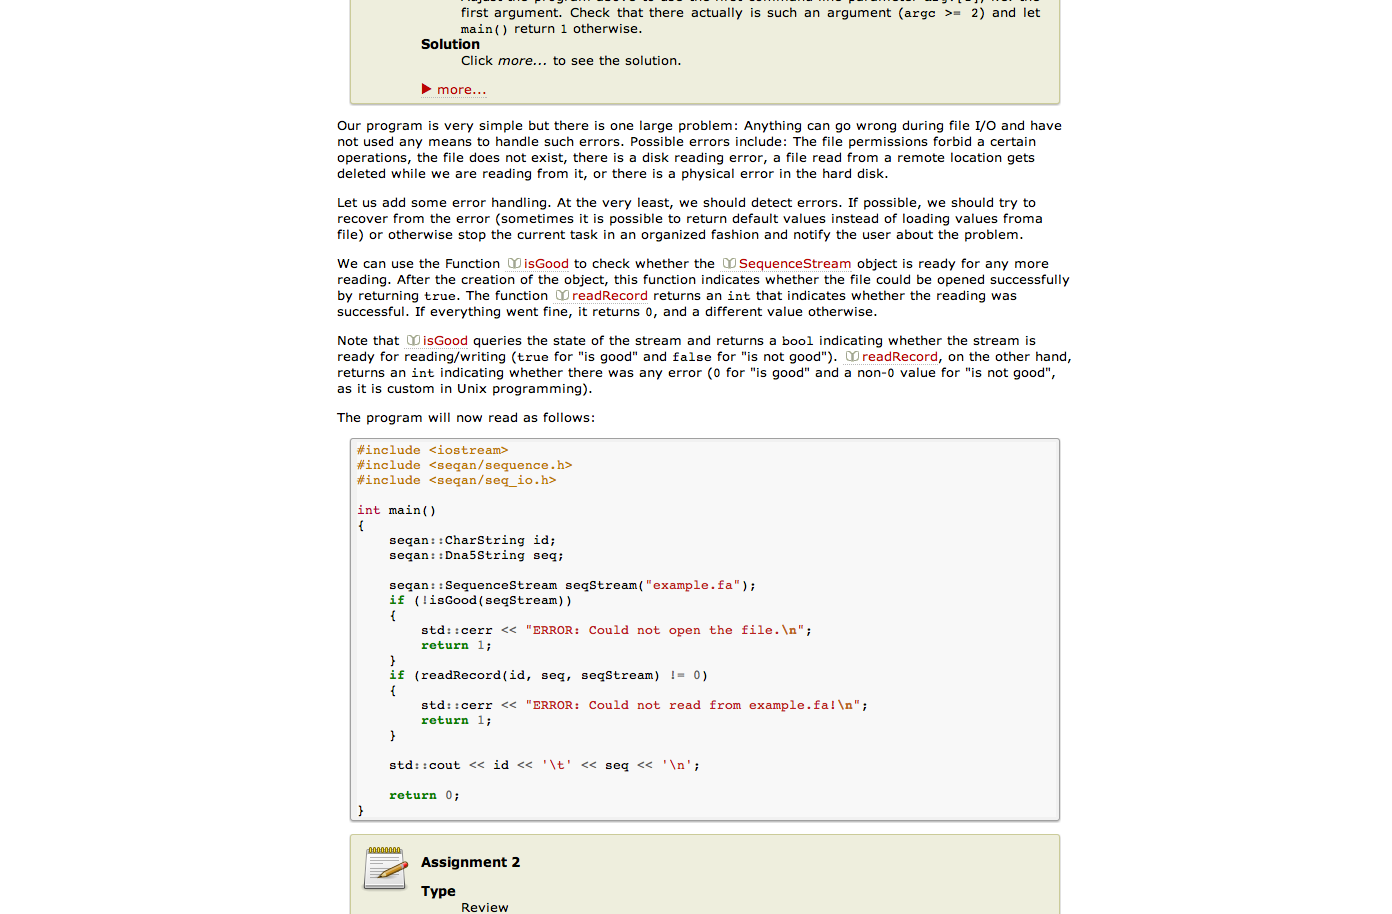 first argument. Check that there actually is such an argument (argc >= 2) and let
main() return 1 otherwise.
Solution
Click more... to see the solution.
more...
Our program is very simple but there is one large problem: Anything can go wrong during file I/O and have
not used any means to handle such errors. Possible errors include: The file permissions forbid a certain
operations, the file does not exist, there is a disk reading error, a file read from a remote location gets
deleted while we are reading from it, or there is a physical error in the hard disk.
Let us add some error handling. At the very least, we should detect errors. If possible, we should try to
recover from the error (sometimes it is possible to return default values instead of loading values froma
file) or otherwise stop the current task in an organized fashion and notify the user about the problem.
We can use the Function isGood to check whether the SequenceStream object is ready for any more
reading. After the creation of the object, this function indicates whether the file could be opened successfully
by returning true. The function readRecord returns an int that indicates whether the reading was
successful. If everything went fine, it returns 0, and a different value otherwise.
Note that isGood queries the state of the stream and returns a bool indicating whether the stream is
ready for reading/writing (true for "is good" and false for "is not good"). readRecord, on the other hand,
returns an int indicating whether there was any error (0 for "is good" and a non-0 value for "is not good",
as it is custom in Unix programming).
The program will now read as follows:
#include <iostream>
#include <seqan/sequence.h>
#include <seqan/seq_io.h>
int main()
{
seqan::CharString id;
seqan::Dna5String seq;
seqan::SequenceStream seqStream("example.fa");
if (!isGood(seqStream))
{
std::cerr << "ERROR: Could not open the file.\n";
return 1;
}
if (readRecord(id, seq, seqStream) != 0)
{
std::cerr << "ERROR: Could not read from example.fa!\n";
return 1;
}
std::cout << id << '\t' << seq << '\n';
return 0;
}
Assignment 2
Type
Review